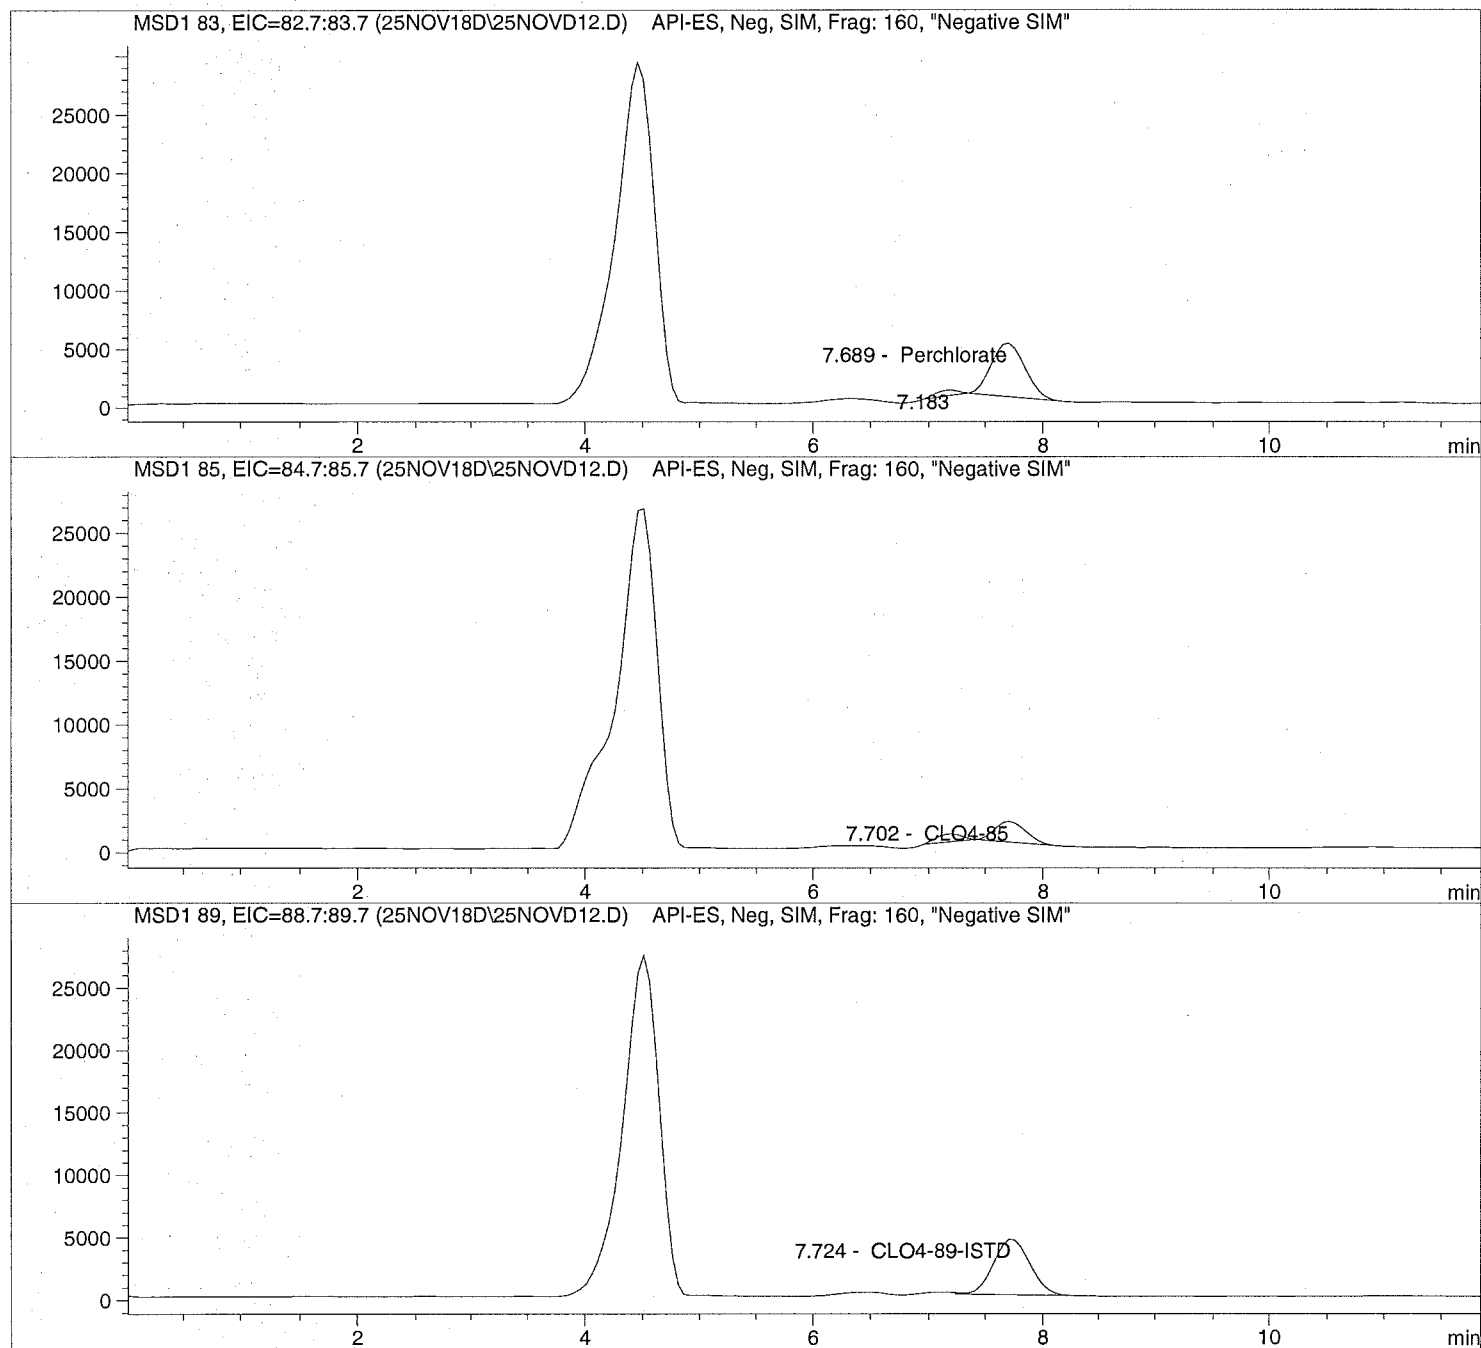 MSD1 83, EIC=82.7:83.7 (25NOV18D\25NOVD12.D) API-ES, Neg, SIM, Frag: 160, "Negative SIM"
25000
20000
15000
10000
5000
0
7.689 - Perchlorate
7.183
2 4 6 8 10 min
MSD1 85, EIC=84.7:85.7 (25NOV18D\25NOVD12.D) API-ES, Neg, SIM, Frag: 160, "Negative SIM"
25000
20000
15000
10000
5000
0
7.702 - CLO4-85
2 4 6 8 10 min
MSD1 89, EIC=88.7:89.7 (25NOV18D\25NOVD12.D) API-ES, Neg, SIM, Frag: 160, "Negative SIM"
25000
20000
15000
10000
5000
0
7.724 - CLO4-89-ISTD
2 4 6 8 10 min